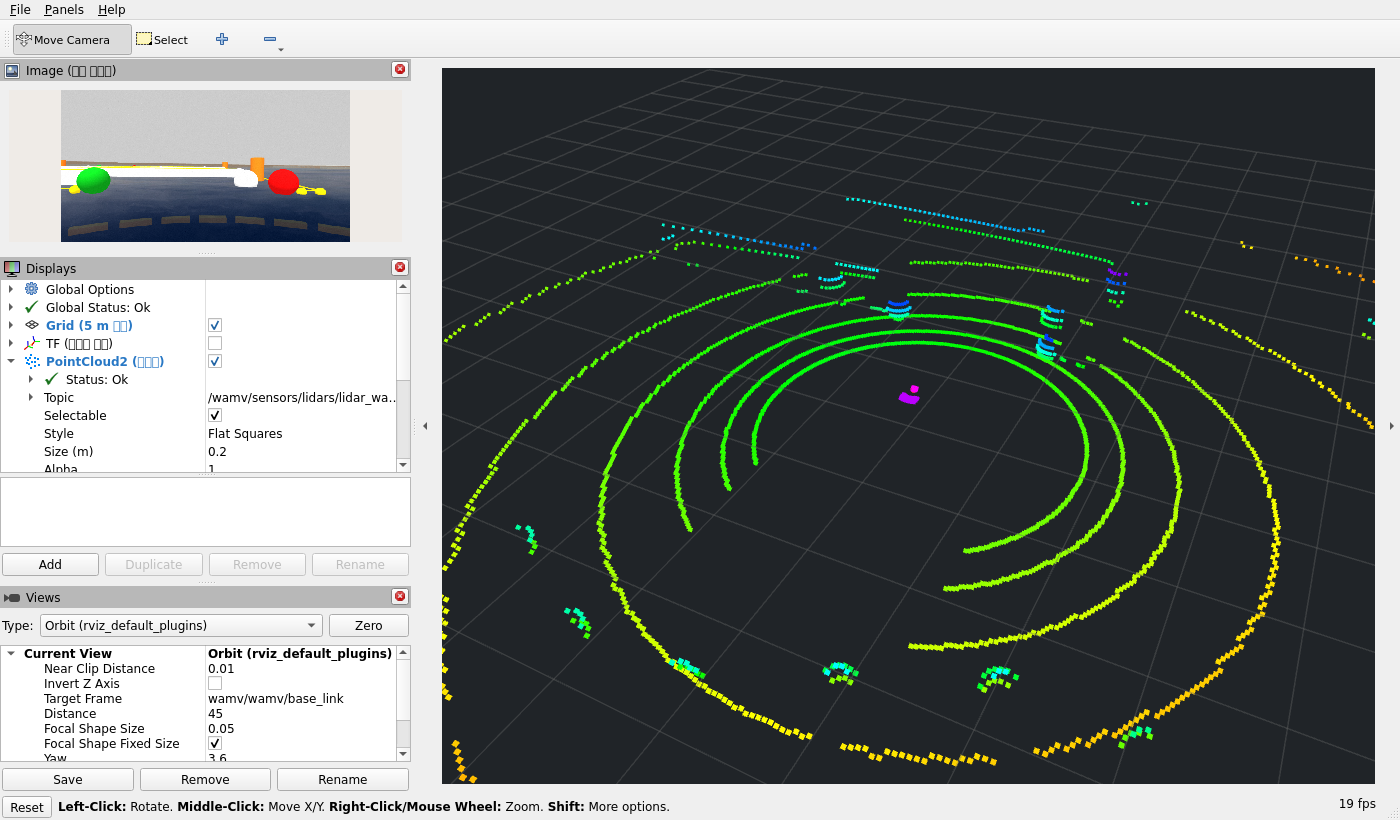 File Panels Help
Move Camera Select
Image (
Displays
Global Options
Global Status: Ok
Grid (5 m
TF (
PointCloud2 (
Status: Ok
Topic /wamv/sensors/lidars/lidar_wa...
Selectable
Style Flat Squares
Size (m) 0.2
Alpha 1
Add Duplicate Remove Rename
Views
Type: Orbit (rviz_default_plugins) Zero
Current View Orbit (rviz_default_plugins)
Near Clip Distance 0.01
Invert Z Axis
Target Frame wamv/wamv/base_link
Distance 45
Focal Shape Size 0.05
Focal Shape Fixed Size
Yaw 3.6
Save Remove Rename
Reset Left-Click: Rotate. Middle-Click: Move X/Y. Right-Click/Mouse Wheel: Zoom. Shift: More options. 19 fps